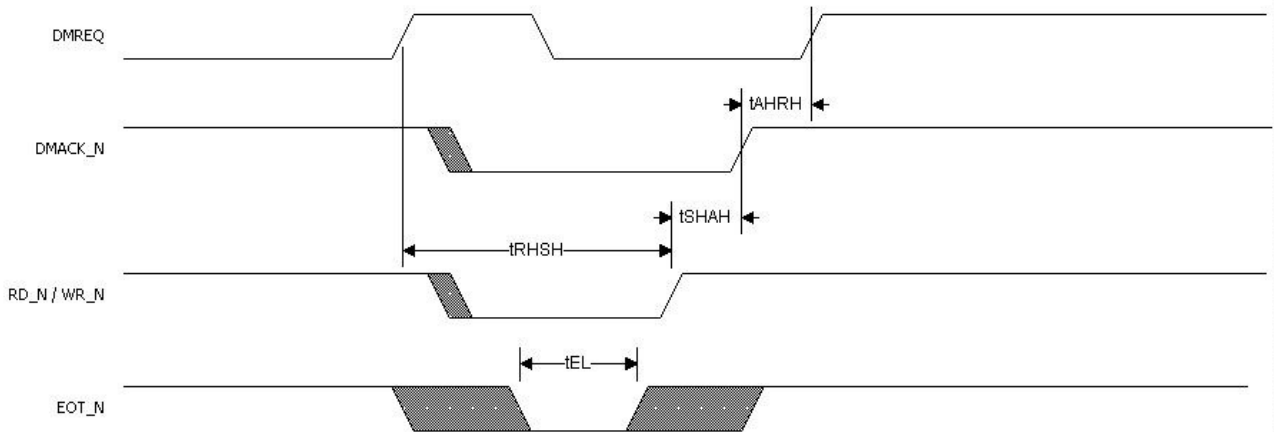 DMREQ
tAHRH
DMACK_N
tSHAH
tRHSH
RD_N / WR_N
tEL
EOT_N